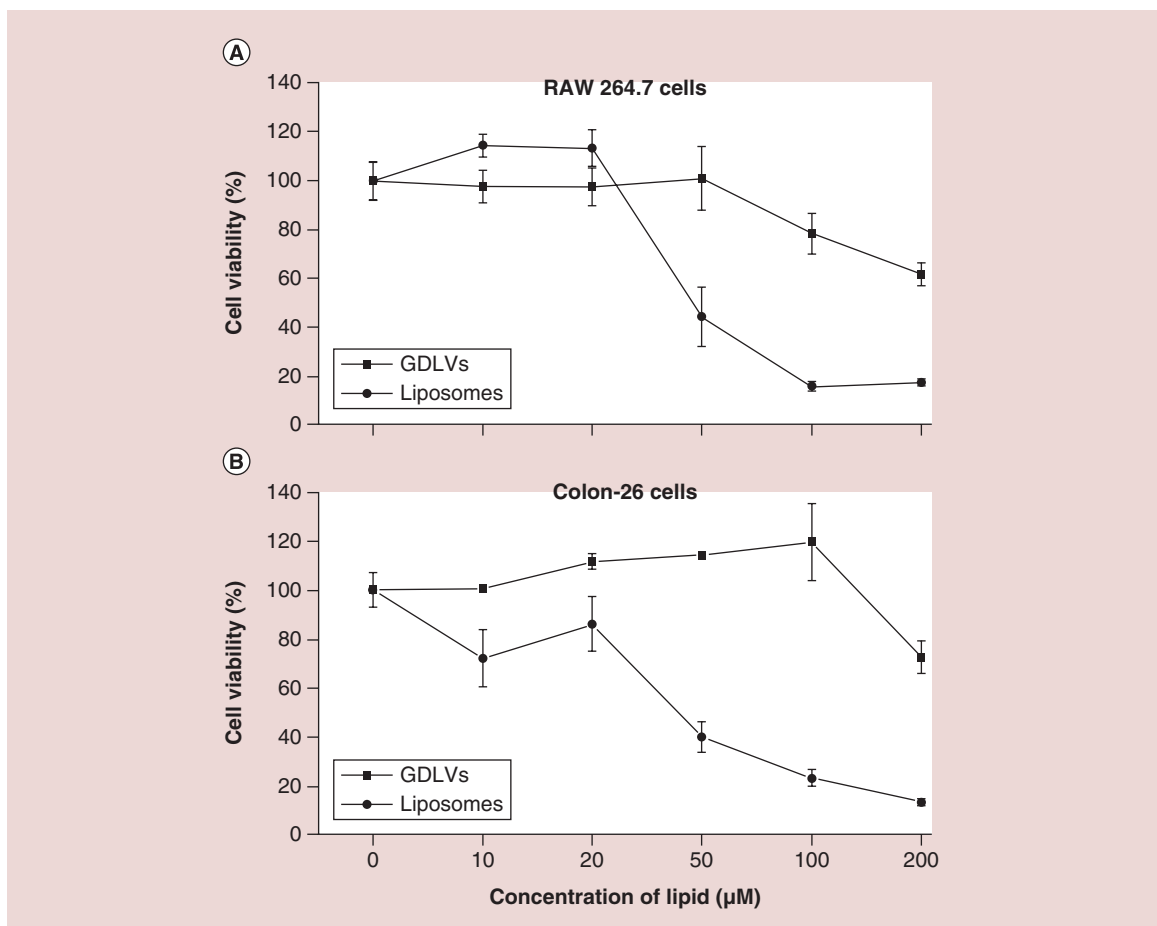 A
RAW 264.7 cells
140
120
100
80
60
40
20
0
Cell viability (%)
GDLVs
Liposomes
B
Colon-26 cells
140
120
100
80
60
40
20
0
Cell viability (%)
GDLVs
Liposomes
0 10 20 50 100 200
Concentration of lipid (µM)